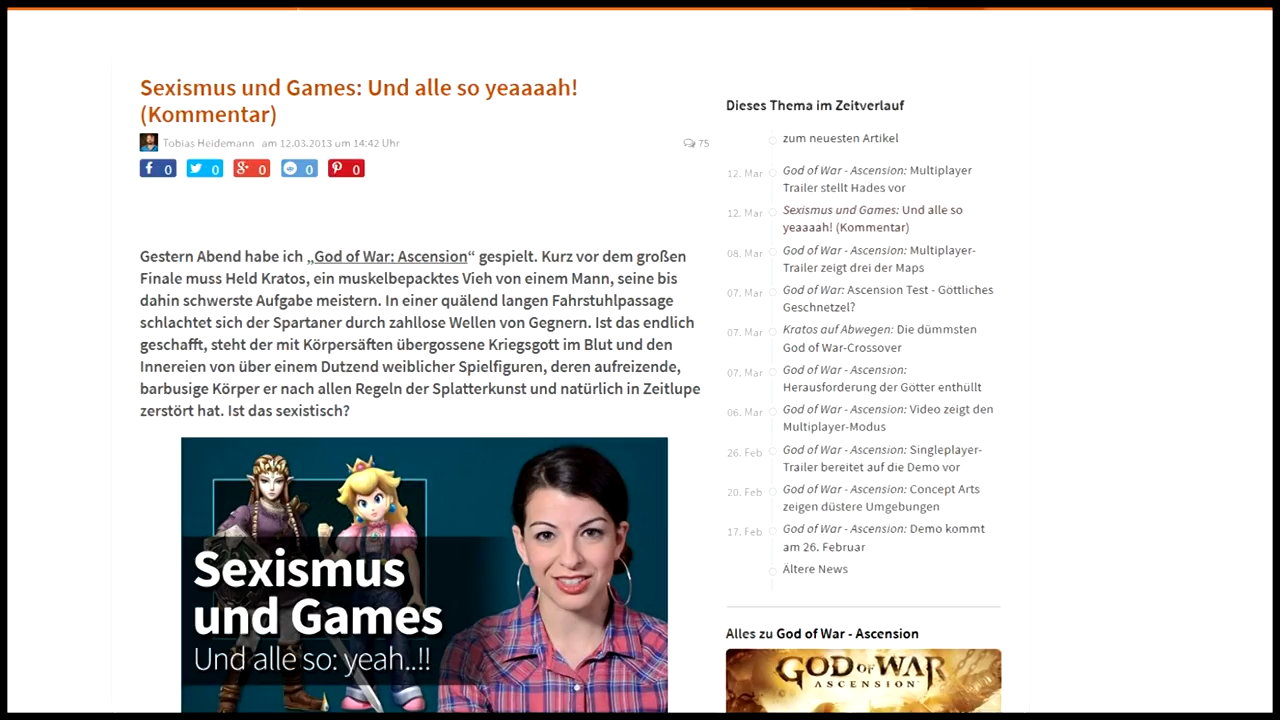 Sexismus und Games: Und alle so yeaaaah!
(Kommentar)
Tobias Heidemann am 12.03.2013 um 14:42 Uhr
75
0
0
0
0
0
Gestern Abend habe ich „God of War: Ascension“ gespielt. Kurz vor dem großen
Finale muss Held Kratos, ein muskelbepacktes Vieh von einem Mann, seine bis
dahin schwerste Aufgabe meistern. In einer quälend langen Fahrstuhlpassage
schlachtet sich der Spartaner durch zahllose Wellen von Gegnern. Ist das endlich
geschafft, steht der mit Körpersäften übergossene Kriegsgott im Blut und den
Innereien von über einem Dutzend weiblicher Spielfiguren, deren aufreizende,
barbusige Körper er nach allen Regeln der Splatterkunst und natürlich in Zeitlupe
zerstört hat. Ist das sexistisch?
Sexismus
und Games
Und alle so: yeah..!!
Dieses Thema im Zeitverlauf
zum neuesten Artikel
12. Mar
God of War - Ascension: Multiplayer
Trailer stellt Hades vor
12. Mar
Sexismus und Games: Und alle so
yeaaaah! (Kommentar)
08. Mar
God of War - Ascension: Multiplayer-
Trailer zeigt drei der Maps
07. Mar
God of War: Ascension Test - Göttliches
Geschnetzel?
07. Mar
Kratos auf Abwegen: Die dümmsten
God of War-Crossover
07. Mar
God of War - Ascension:
Herausforderung der Götter enthüllt
06. Mar
God of War - Ascension: Video zeigt den
Multiplayer-Modus
26. Feb
God of War - Ascension: Singleplayer-
Trailer bereitet auf die Demo vor
20. Feb
God of War - Ascension: Concept Arts
zeigen düstere Umgebungen
17. Feb
God of War - Ascension: Demo kommt
am 26. Februar
Ältere News
Alles zu God of War - Ascension
GOD OF WAR
ASCENSION